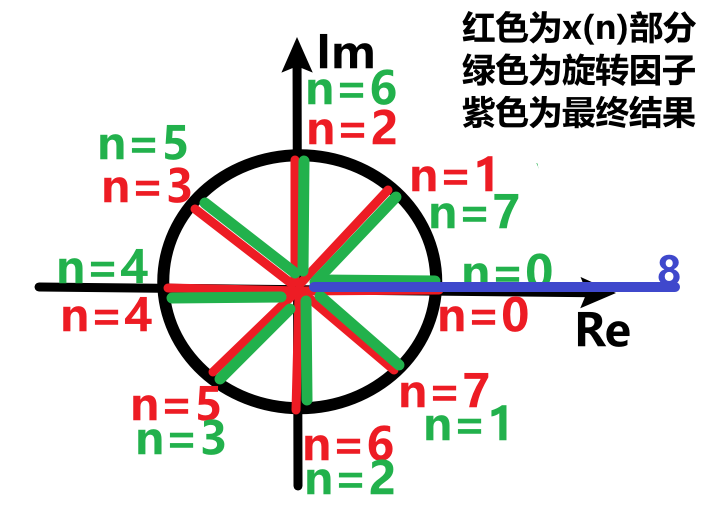 红色为x(n)部分
绿色为旋转因子
紫色为最终结果
Im
n=6
n=2
n=5
n=3
n=1
n=7
n=4
n=4
n=0
8
n=0
Re
n=5
n=3
n=7
n=1
n=6
n=2